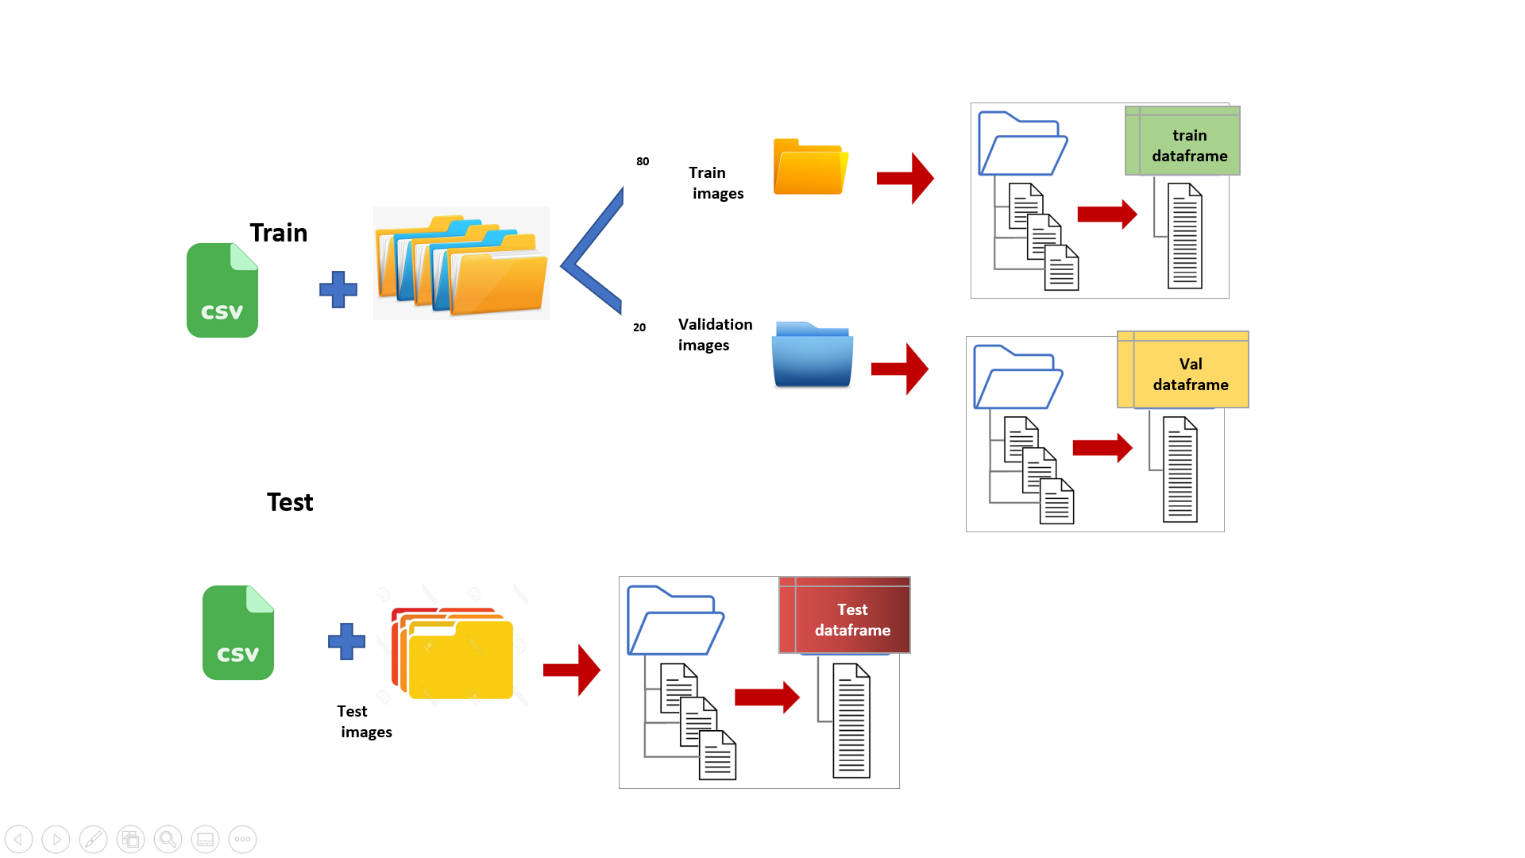 Train
csv
80
Train
images
train
dataframe
20
Validation
images
Val
dataframe
Test
csv
Test
images
Test
dataframe